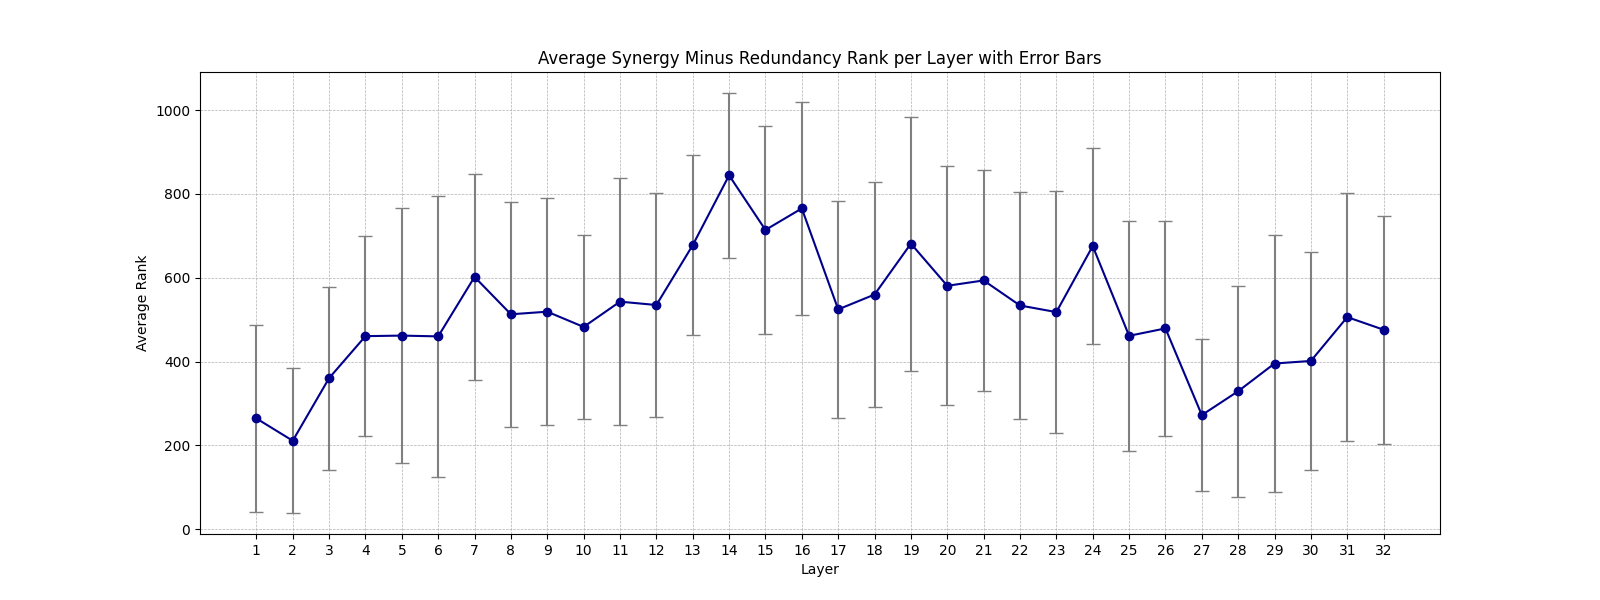 Average Synergy Minus Redundancy Rank per Layer with Error Bars
1000
800
600
400
200
0
Average Rank
1 2 3 4 5 6 7 8 9 10 11 12 13 14 15 16 17 18 19 20 21 22 23 24 25 26 27 28 29 30 31 32
Layer